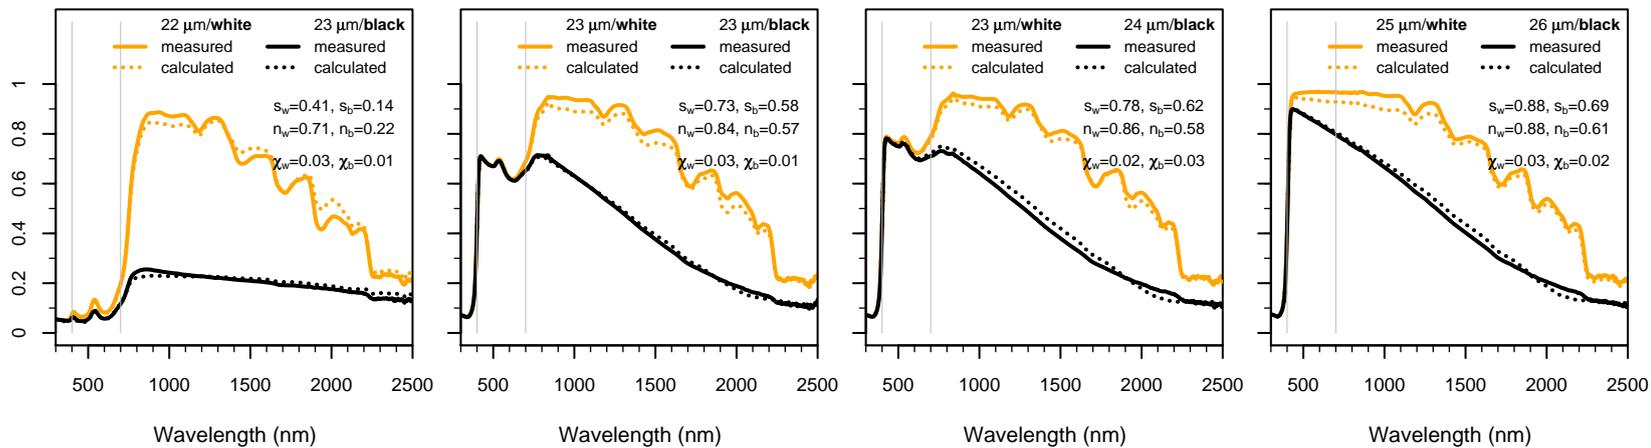 22 μm/white 23 μm/black
measured measured
calculated calculated
s_w=0.41, s_b=0.14
n_w=0.71, n_b=0.22
χ_w=0.03, χ_b=0.01
23 μm/white 23 μm/black
measured measured
calculated calculated
s_w=0.73, s_b=0.58
n_w=0.84, n_b=0.57
χ_w=0.03, χ_b=0.01
23 μm/white 24 μm/black
measured measured
calculated calculated
s_w=0.78, s_b=0.62
n_w=0.86, n_b=0.58
χ_w=0.02, χ_b=0.03
25 μm/white 26 μm/black
measured measured
calculated calculated
s_w=0.88, s_b=0.69
n_w=0.88, n_b=0.61
χ_w=0.03, χ_b=0.02
1
0.8
0.6
0.4
0.2
0
500 1000 1500 2000 2500
500 1000 1500 2000 2500
500 1000 1500 2000 2500
500 1000 1500 2000 2500
Wavelength (nm)
Wavelength (nm)
Wavelength (nm)
Wavelength (nm)